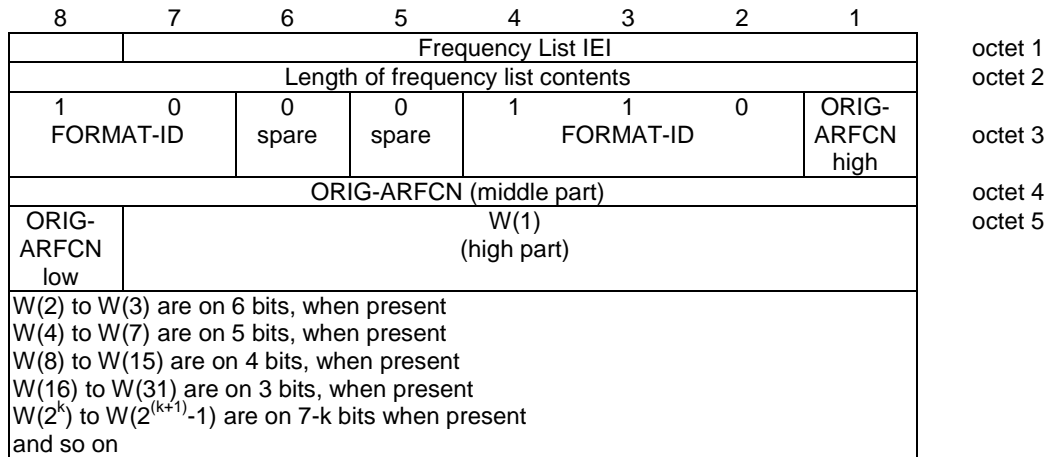 8 7 6 5 4 3 2 1
Frequency List IEI octet 1
Length of frequency list contents octet 2
1 0 0 0 1 1 0 ORIG-
FORMAT-ID spare spare FORMAT-ID ARFCN octet 3
high
ORIG-ARFCN (middle part) octet 4
ORIG- W(1) octet 5
ARFCN (high part)
low
W(2) to W(3) are on 6 bits, when present
W(4) to W(7) are on 5 bits, when present
W(8) to W(15) are on 4 bits, when present
W(16) to W(31) are on 3 bits, when present
W(2^k) to W(2^(k+1)-1) are on 7-k bits when present
and so on